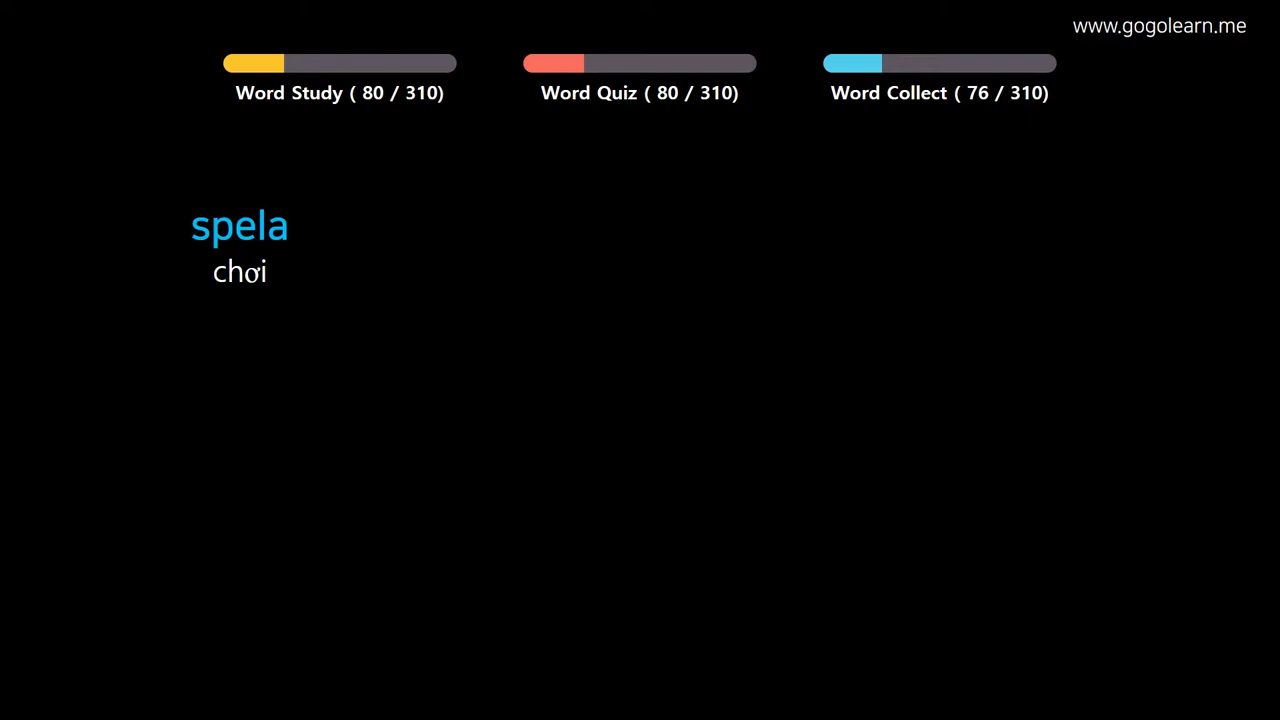 www.gogolearn.me
Word Study ( 80 / 310)
Word Quiz ( 80 / 310)
Word Collect ( 76 / 310)
spela
chơi